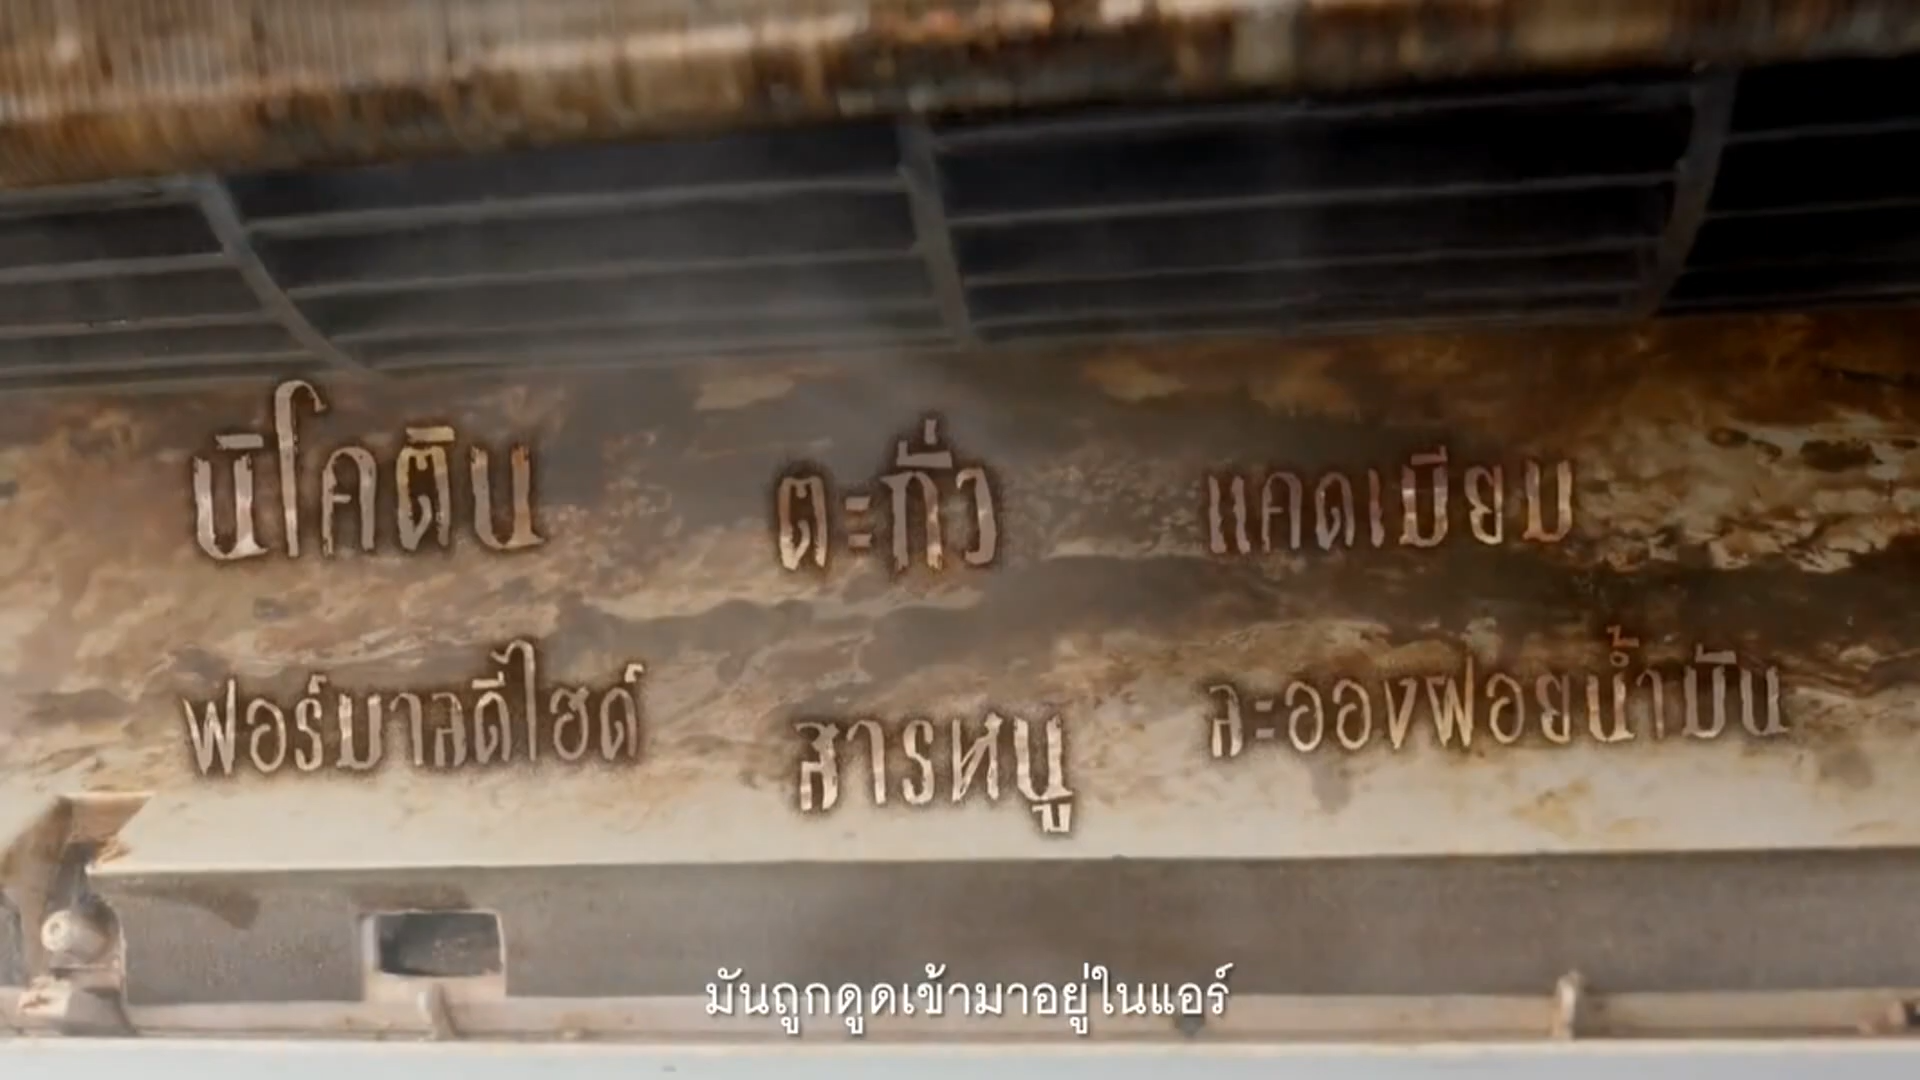 นิโคติน ตะกั่ว แคดเมียม
ฟอร์มาลดีไฮด์ สารหนู ละอองฝอยน้ำมัน
มันถูกดูดเข้ามาอยู่ในแอร์